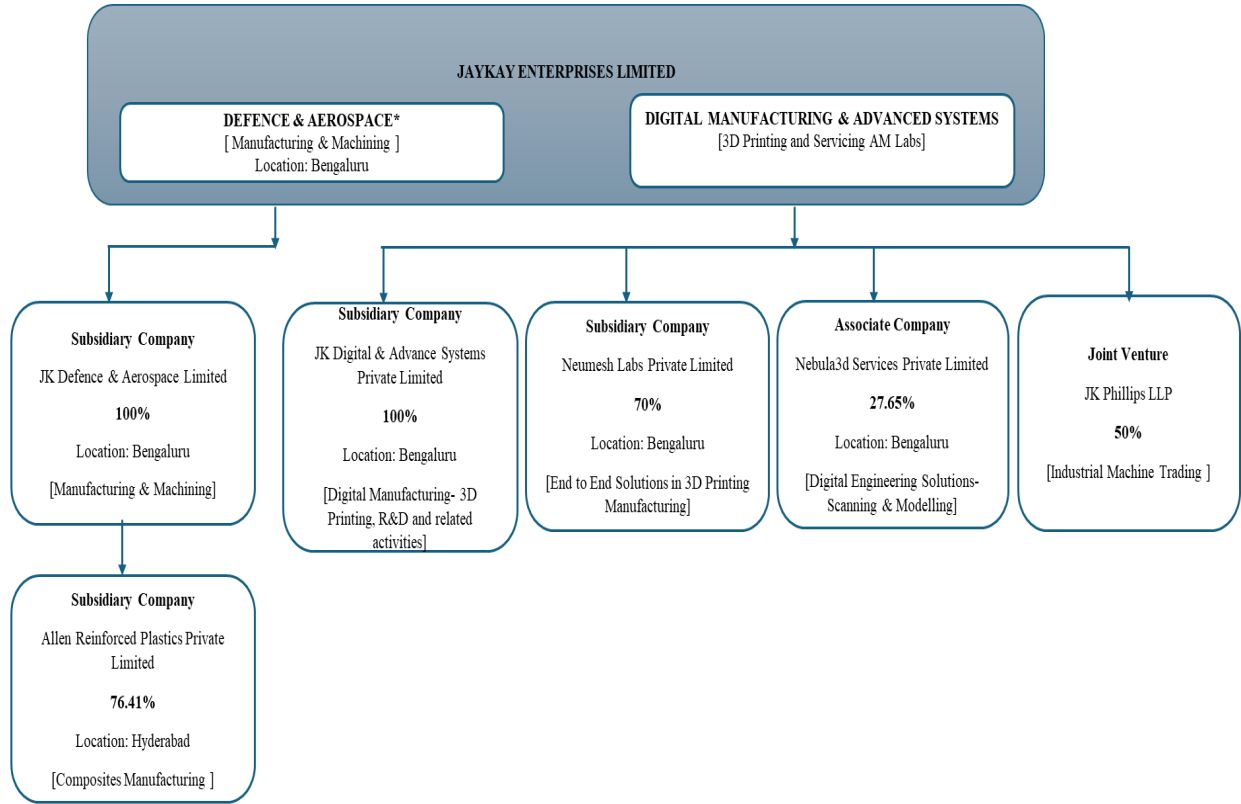 JAYKAY ENTERPRISES LIMITED
DEFENCE & AEROSPACE*
[ Manufacturing & Machining ]
Location: Bengaluru
DIGITAL MANUFACTURING & ADVANCED SYSTEMS
[3D Printing and Servicing AM Labs]
Subsidiary Company
JK Defence & Aerospace Limited
100%
Location: Bengaluru
[Manufacturing & Machining]
Subsidiary Company
JK Digital & Advance Systems
Private Limited
100%
Location: Bengaluru
[Digital Manufacturing- 3D
Printing, R&D and related
activities]
Subsidiary Company
Neumesh Labs Private Limited
70%
Location: Bengaluru
[End to End Solutions in 3D Printing
Manufacturing]
Associate Company
Nebula3d Services Private Limited
27.65%
Location: Bengaluru
[Digital Engineering Solutions-
Scanning & Modelling]
Joint Venture
JK Phillips LLP
50%
[Industrial Machine Trading ]
Subsidiary Company
Allen Reinforced Plastics Private
Limited
76.41%
Location: Hyderabad
[Composites Manufacturing ]